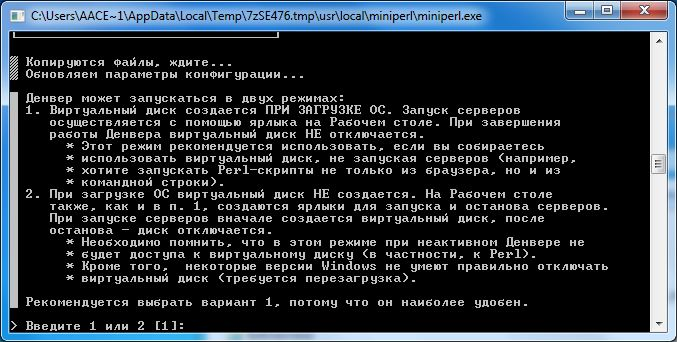 C:\Users\AACE~1\AppData\Local\Temp\7zSE476.tmp\usr\local\miniperl\miniperl.exe
Копируются файлы, ждите...
Обновляем параметры конфигурации...
Денвер может запускаться в двух режимах:
1. Виртуальный диск создается ПРИ ЗАГРУЗКЕ ОС. Запуск серверов
осуществляется с помощью ярлыка на Рабочем столе. При завершения
работы Денвера виртуальный диск НЕ отключается.
* Этот режим рекомендуется использовать, если вы собираетесь
* использовать виртуальный диск, не запуская серверов (например,
* хотите запускать Perl-скрипты не только из браузера, но и из
* командной строки).
2. При загрузке ОС виртуальный диск НЕ создается. На Рабочем столе
также, как и в п. 1, создаются ярлыки для запуска и останова серверов.
При запуске серверов вначале создается виртуальный диск, после
останова - диск отключается.
* Необходимо помнить, что в этом режиме при неактивном Денвере не
* будет доступа к виртуальному диску (в частности, к Perl).
* Кроме того,  некоторые версии Windows не умеют правильно отключать
* виртуальный диск (требуется перезагрузка).
Рекомендуется выбрать вариант 1, потому что он наиболее удобен.
> Введите 1 или 2 [1]: